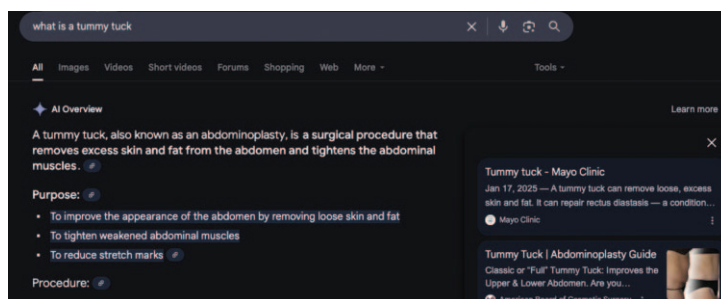 what is a tummy tuck
All Images Videos Short videos Forums Shopping Web More Tools
AI Overview
Learn more
A tummy tuck, also known as an abdominoplasty, is a surgical procedure that
removes excess skin and fat from the abdomen and tightens the abdominal
muscles.
Purpose:
• To improve the appearance of the abdomen by removing loose skin and fat
• To tighten weakened abdominal muscles
• To reduce stretch marks
Procedure:
Tummy tuck - Mayo Clinic
Jan 17, 2025 — A tummy tuck can remove loose, excess
skin and fat. It can repair rectus diastasis — a condition...
Mayo Clinic
Tummy Tuck | Abdominoplasty Guide
Classic or "Full" Tummy Tuck: Improves the
Upper & Lower Abdomen. Are you...
American Board of Cosmetic Surgery